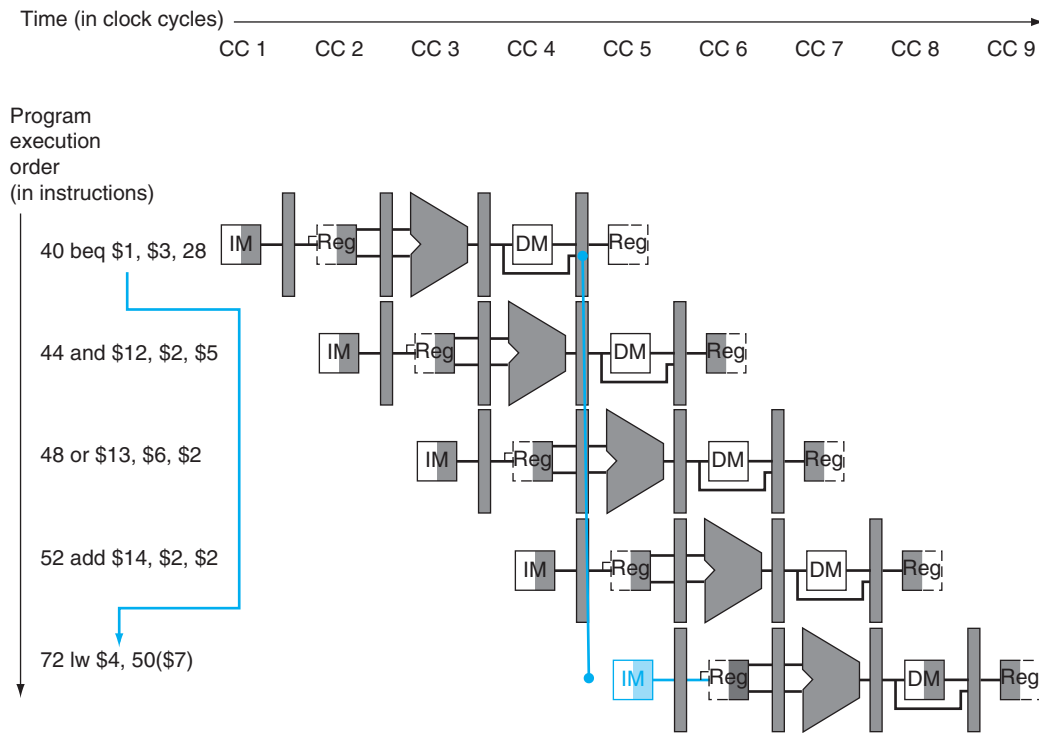 Time (in clock cycles)
CC 1 CC 2 CC 3 CC 4 CC 5 CC 6 CC 7 CC 8 CC 9
Program
execution
order
(in instructions)
40 beq $1, $3, 28 IM Reg DM Reg
44 and $12, $2, $5 IM Reg DM Reg
48 or $13, $6, $2 IM Reg DM Reg
52 add $14, $2, $2 IM Reg DM Reg
72 lw $4, 50($7) IM Reg DM Reg